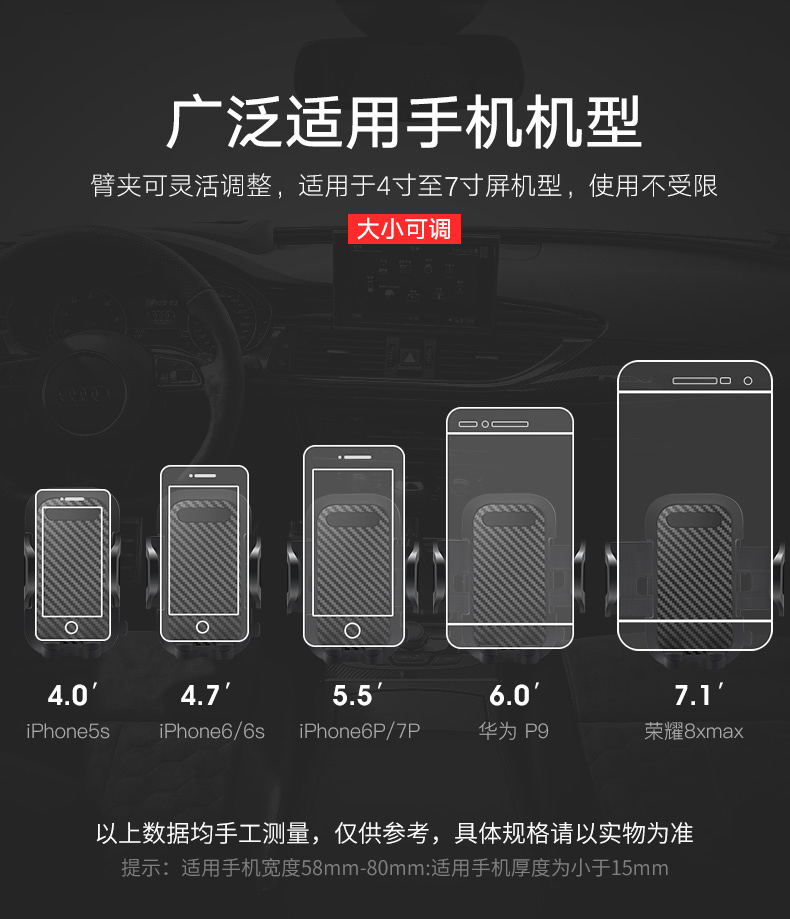 广泛适用手机机型
臂夹可灵活调整，适用于4寸至7寸屏机型，使用不受限
大小可调
4.0′ 4.7′ 5.5′ 6.0′ 7.1′
iPhone5s iPhone6/6s iPhone6P/7P 华为 P9 荣耀8xmax
以上数据均手工测量，仅供参考，具体规格请以实物为准
提示：适用手机宽度58mm-80mm:适用手机厚度为小于15mm